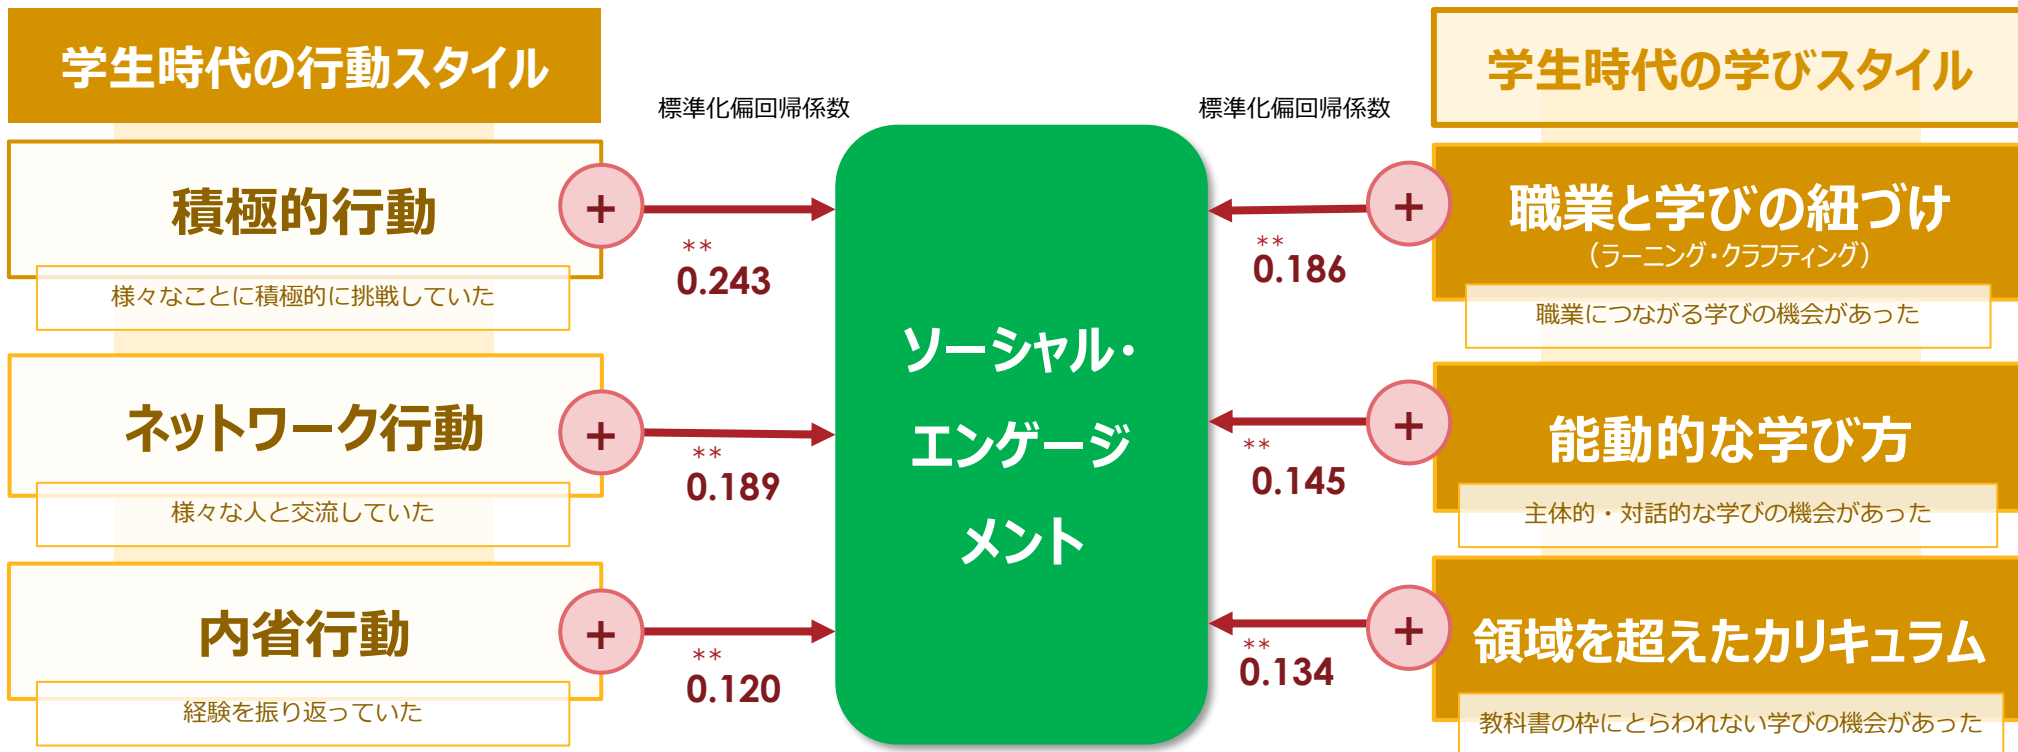 学生時代の行動スタイル
標準化偏回帰係数
積極的行動
+
**
0.243
様々なことに積極的に挑戦していた
ネットワーク行動
+
**
0.189
様々な人と交流していた
内省行動
+
**
0.120
経験を振り返っていた
ソーシャル・
エンゲージ
メント
学生時代の学びスタイル
標準化偏回帰係数
職業と学びの紐づけ
(ラーニング・クラフティング)
+
**
0.186
職業につながる学びの機会があった
能動的な学び方
+
**
0.145
主体的・対話的な学びの機会があった
領域を超えたカリキュラム
+
**
0.134
教科書の枠にとらわれない学びの機会があった